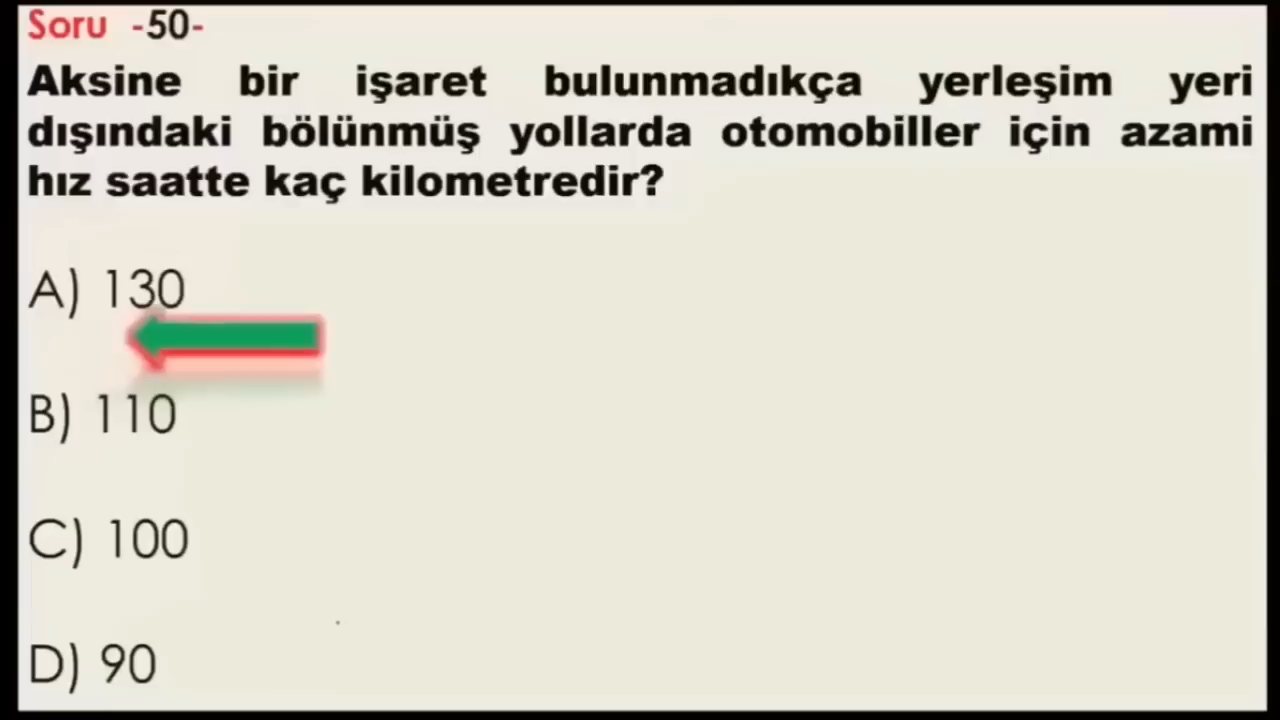 Soru -50-
Aksine bir işaret bulunmadıkça yerleşim yeri
dışındaki bölünmüş yollarda otomobiller için azami
hız saatte kaç kilometredir?
A) 130
B) 110
C) 100
D) 90